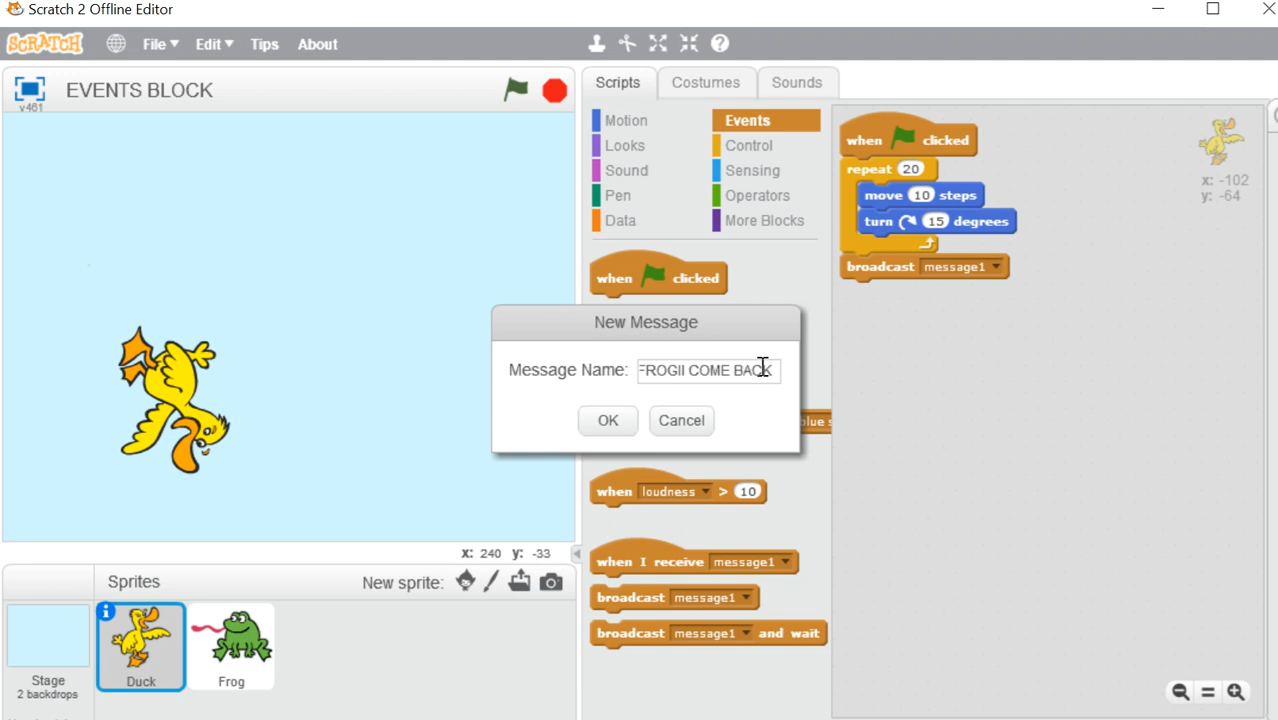 Scratch 2 Offline Editor
SCRATCH File Edit Tips About
v461 EVENTS BLOCK
Scripts Costumes Sounds
Motion Events
Looks Control
Sound Sensing
Pen Operators
Data More Blocks
when clicked
New Message
Message Name: FROGII COME BACK
OK Cancel
blue s
when loudness > 10
when I receive message1
broadcast message1
broadcast message1 and wait
when clicked
repeat 20
move 10 steps
turn 15 degrees
broadcast message1
x: -102
y: -64
x: 240 y: -33
Sprites New sprite:
Stage
2 backdrops
Duck
Frog